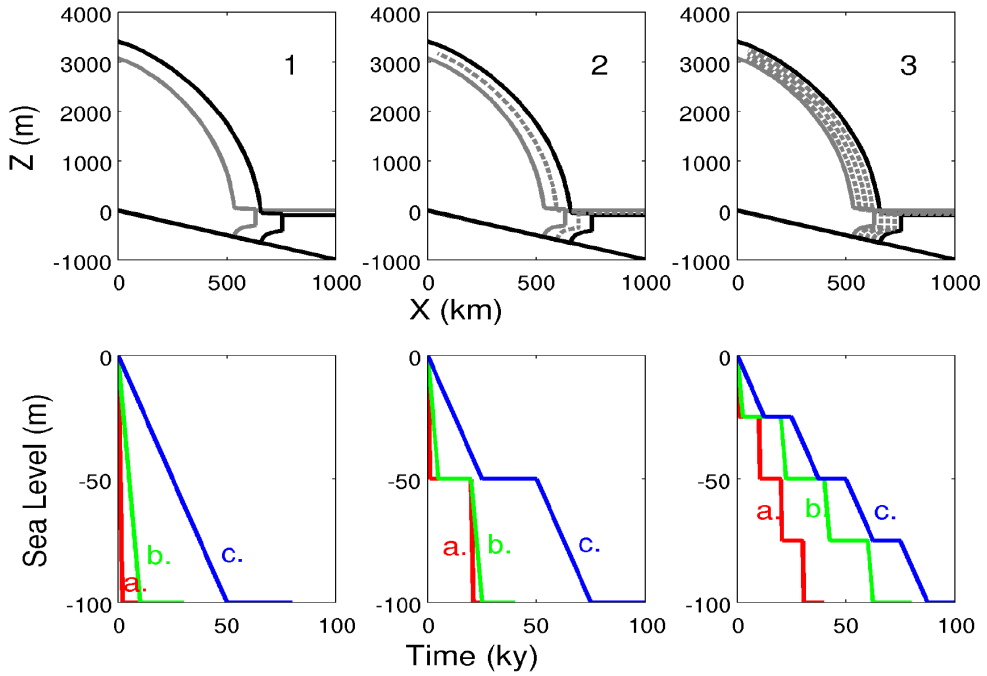 4000 4000 4000
3000 1 3000 2 3000 3
2000 2000 2000
Z (m)
1000 1000 1000
0 0 0
-1000 -1000 -1000
0 500 1000 0 500 1000 0 500 1000
X (km)
0 0 0
Sea Level (m)
-50 -50 -50
a. b. c. a. b. c. a. b. c.
-100 -100 -100
0 50 100 0 50 100 0 50 100
Time (ky)